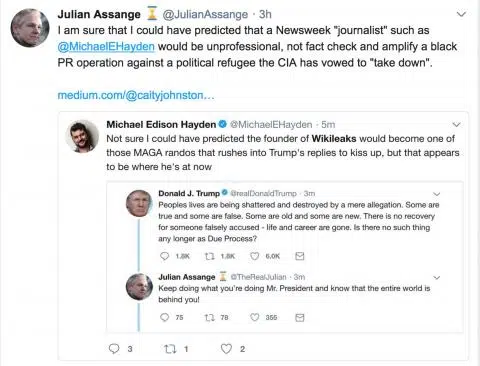 Julian Assange ⌛ @JulianAssange · 3h
I am sure that I could have predicted that a Newsweek "journalist" such as
@MichaelEHayden would be unprofessional, not fact check and amplify a black
PR operation against a political refugee the CIA has vowed to "take down".
medium.com/@caityjohnston…
Michael Edison Hayden @MichaelEHayden · 5m
Not sure I could have predicted the founder of Wikileaks would become one of
those MAGA randos that rushes into Trump's replies to kiss up, but that appears
to be where he's at now
Donald J. Trump @realDonaldTrump · 3m
Peoples lives are being shattered and destroyed by a mere allegation. Some are
true and some are false. Some are old and some are new. There is no recovery
for someone falsely accused - life and career are gone. Is there no such thing
any longer as Due Process?
1.8K 1.8K 6.0K
Julian Assange ⌛ @TheRealJulian · 3m
Keep doing what you're doing Mr. President and know that the entire world is
behind you!
75 78 355
3 1 2